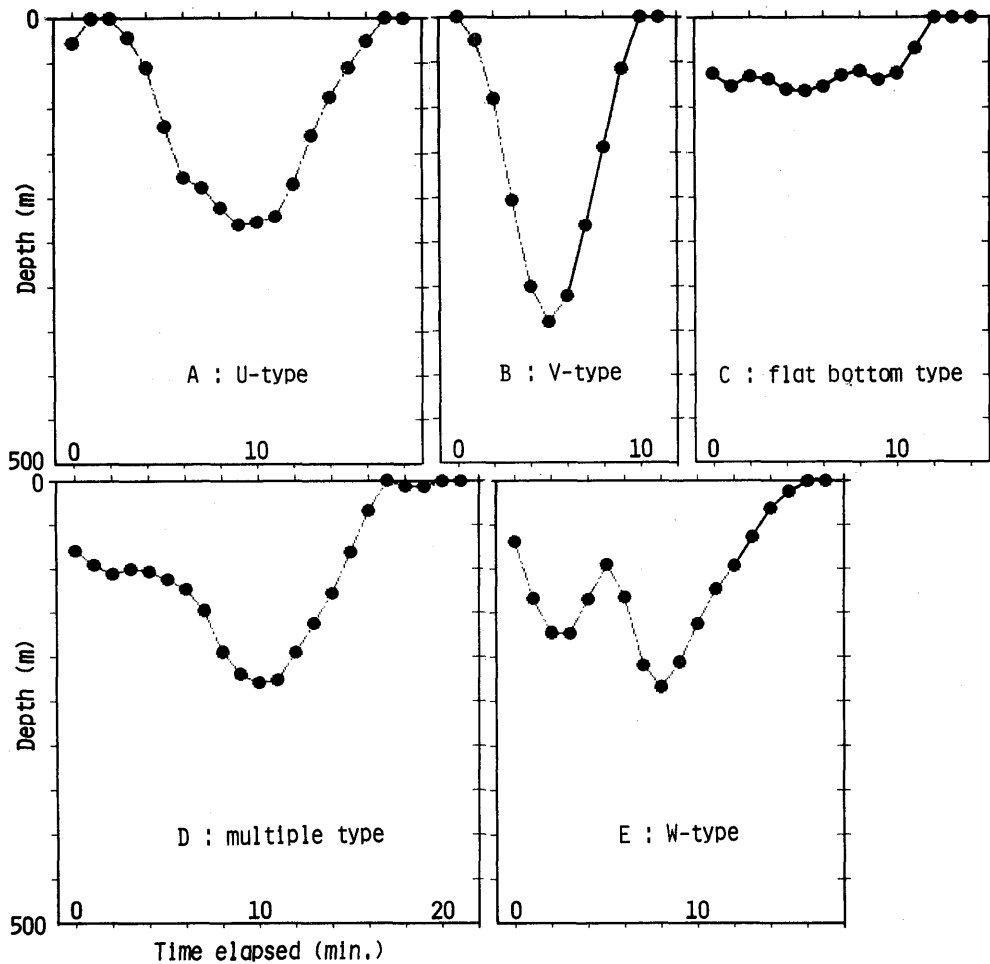 0
Depth (m)
A : U-type
B : V-type
C : flat bottom type
0 10
0 10
0 10
500
0
Depth (m)
D : multiple type
E : W-type
0 10 20
0 10
500
Time elapsed (min.)